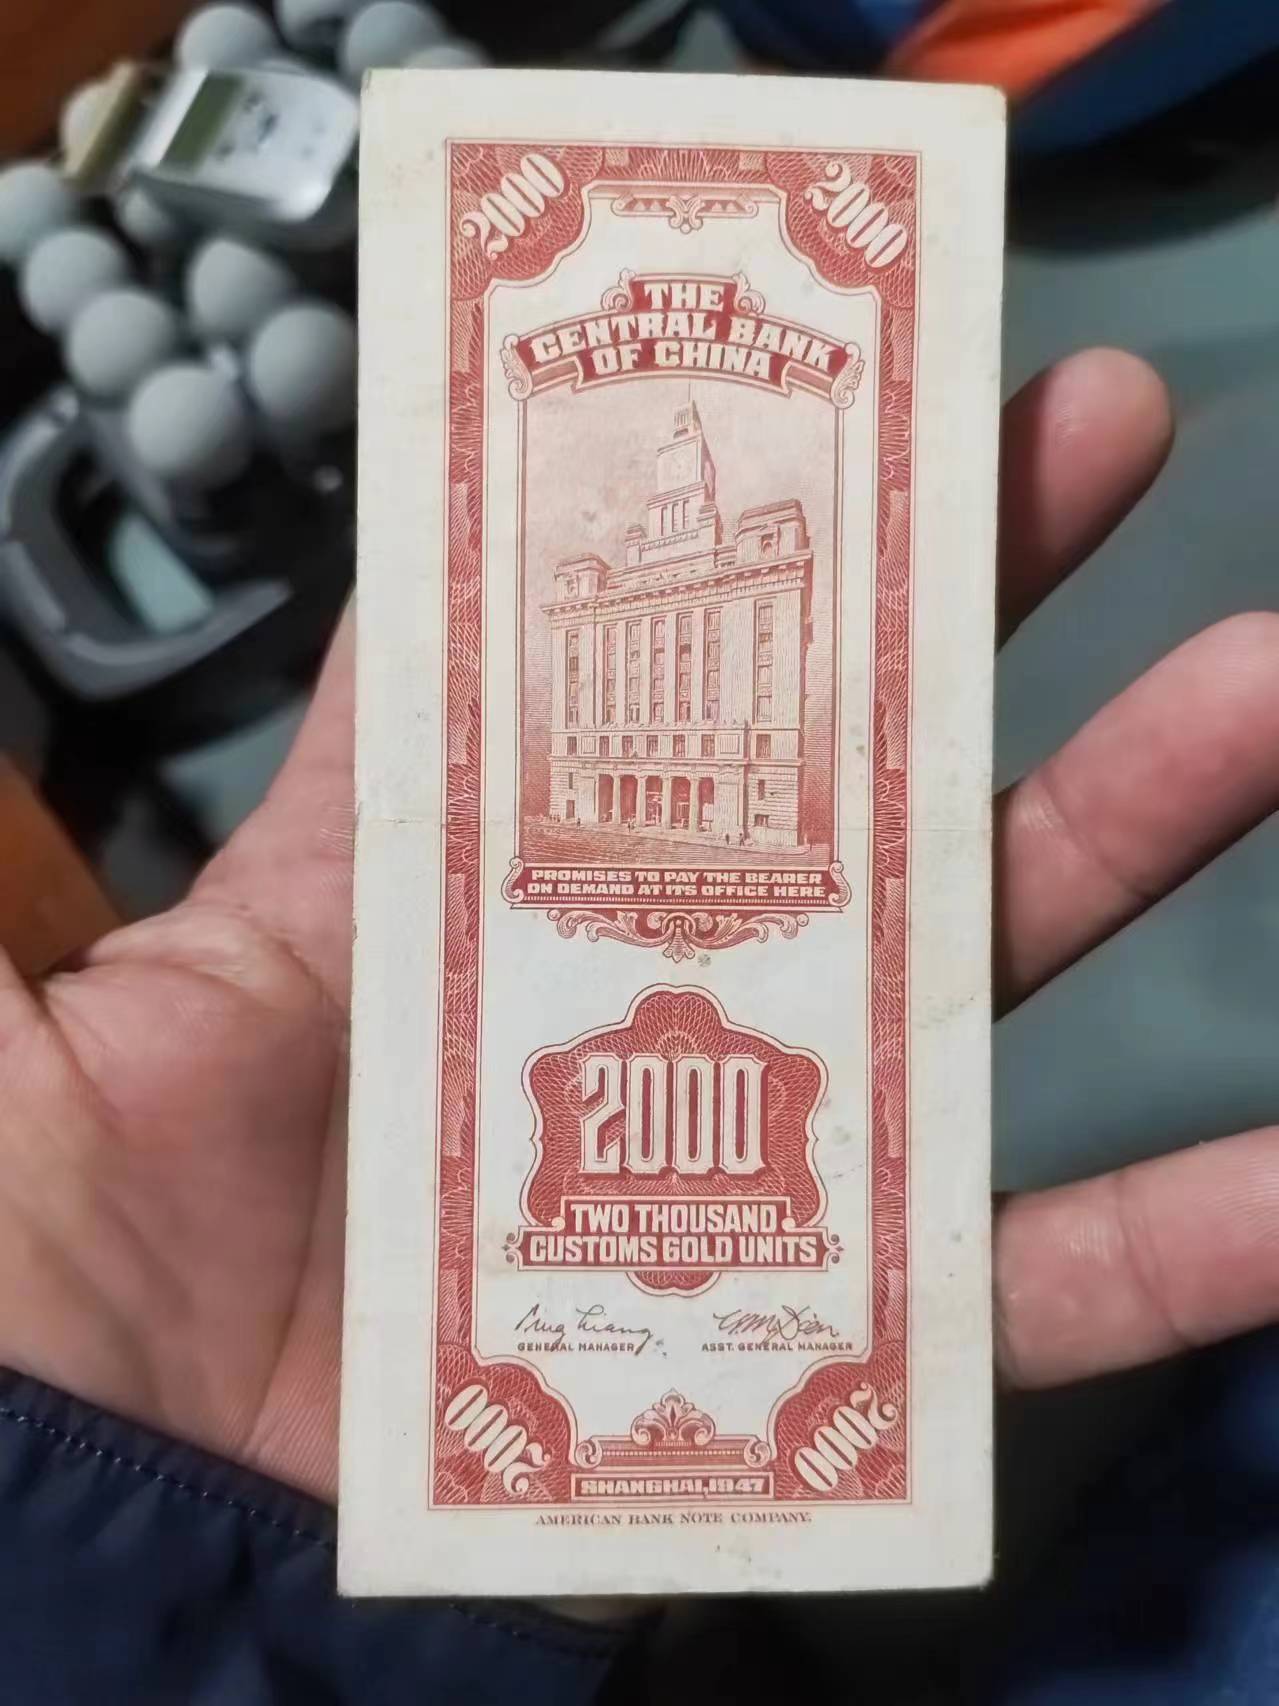 2000 2000
THE
CENTRAL BANK
OF CHINA
PROMISES TO PAY THE BEARER
ON DEMAND AT ITS OFFICE HERE
2000
TWO THOUSAND
CUSTOMS GOLD UNITS
GENERAL MANAGER ASST. GENERAL MANAGER
2000 2000
SHANGHAI, 1947
AMERICAN BANK NOTE COMPANY.